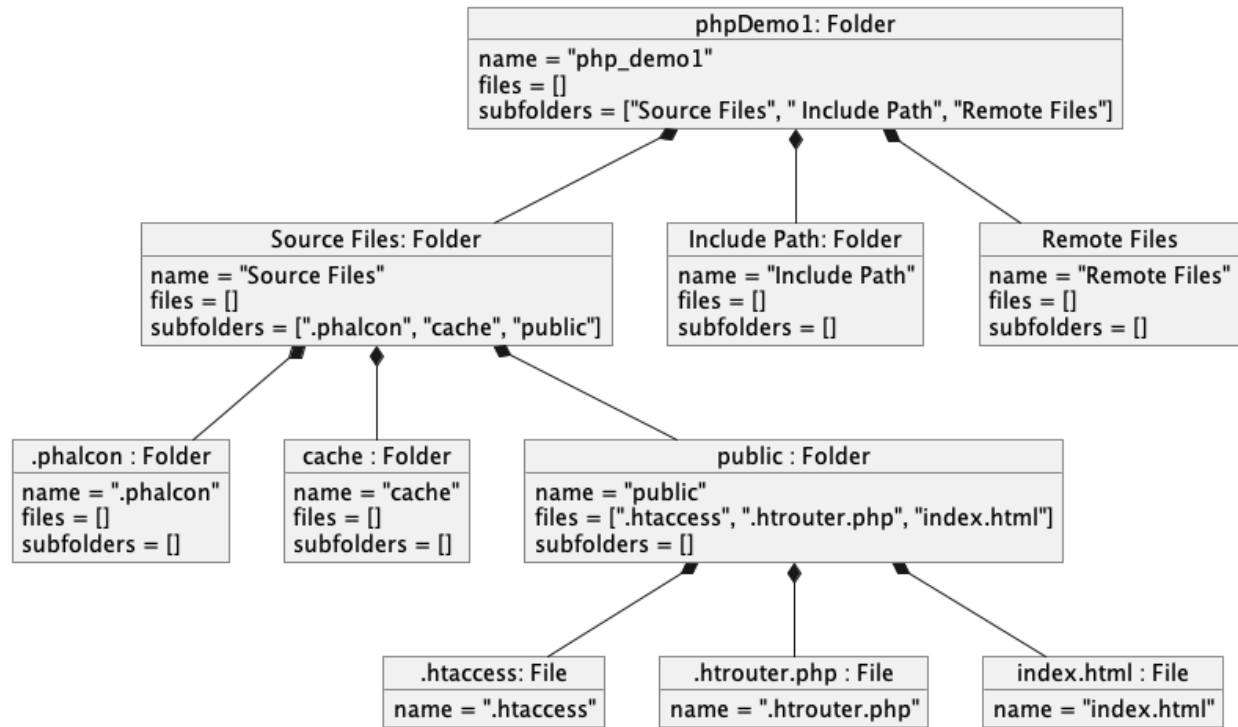 phpDemo1: Folder
name = "php_demo1"
files = []
subfolders = ["Source Files", " Include Path", "Remote Files"]
Source Files: Folder
name = "Source Files"
files = []
subfolders = [".phalcon", "cache", "public"]
Include Path: Folder
name = "Include Path"
files = []
subfolders = []
Remote Files
name = "Remote Files"
files = []
subfolders = []
.phalcon : Folder
name = ".phalcon"
files = []
subfolders = []
cache : Folder
name = "cache"
files = []
subfolders = []
public : Folder
name = "public"
files = [".htaccess", ".htrouter.php", "index.html"]
subfolders = []
.htaccess: File
name = ".htaccess"
.htrouter.php : File
name = ".htrouter.php"
index.html : File
name = "index.html"